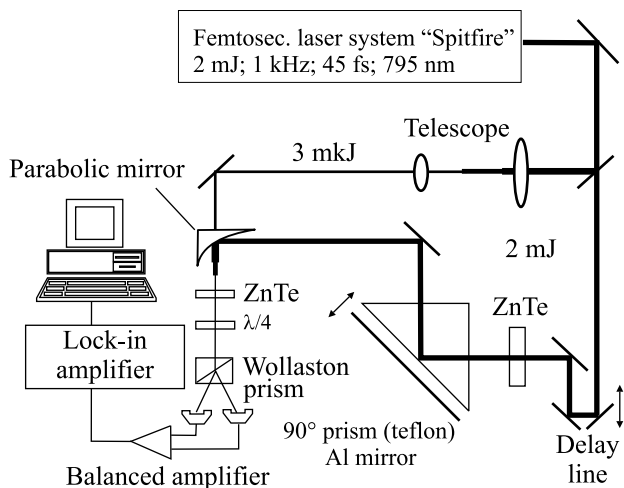 Femtosec. laser system “Spitfire”
2 mJ; 1 kHz; 45 fs; 795 nm
Telescope
3 mkJ
Parabolic mirror
2 mJ
ZnTe
ZnTe
λ/4
Lock-in
amplifier
Wollaston
prism
90° prism (teflon)
Al mirror
Delay
line
Balanced amplifier